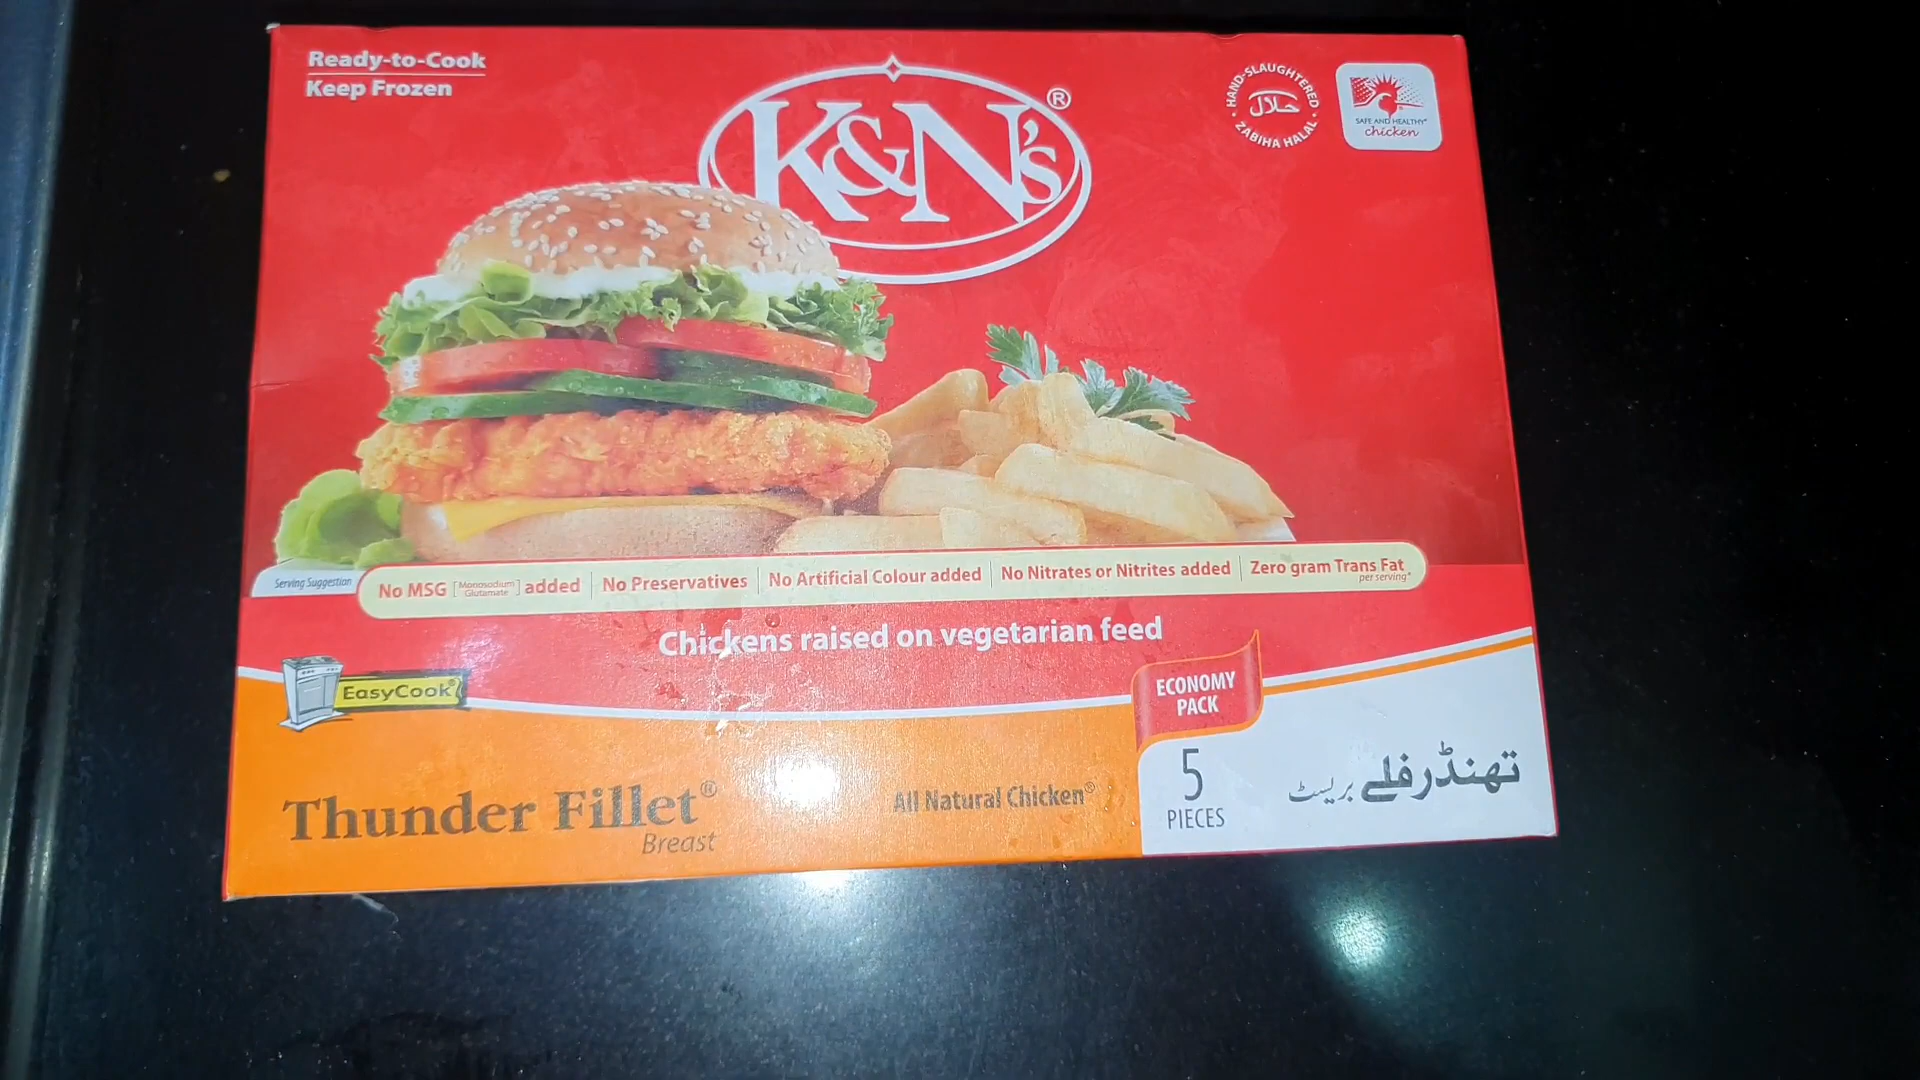 Ready-to-Cook
Keep Frozen
K&N's®
HAND-SLAUGHTERED
حلال
ZABIHA HALAL
SAFE AND HEALTHY
chicken
Serving Suggestion
No MSG [Monosodium Glutamate] added | No Preservatives | No Artificial Colour added | No Nitrates or Nitrites added | Zero gram Trans Fat per serving*
Chickens raised on vegetarian feed
EasyCook®
ECONOMY
PACK
Thunder Fillet®
Breast
All Natural Chicken®
5
PIECES
تھنڈر فلے بریسٹ